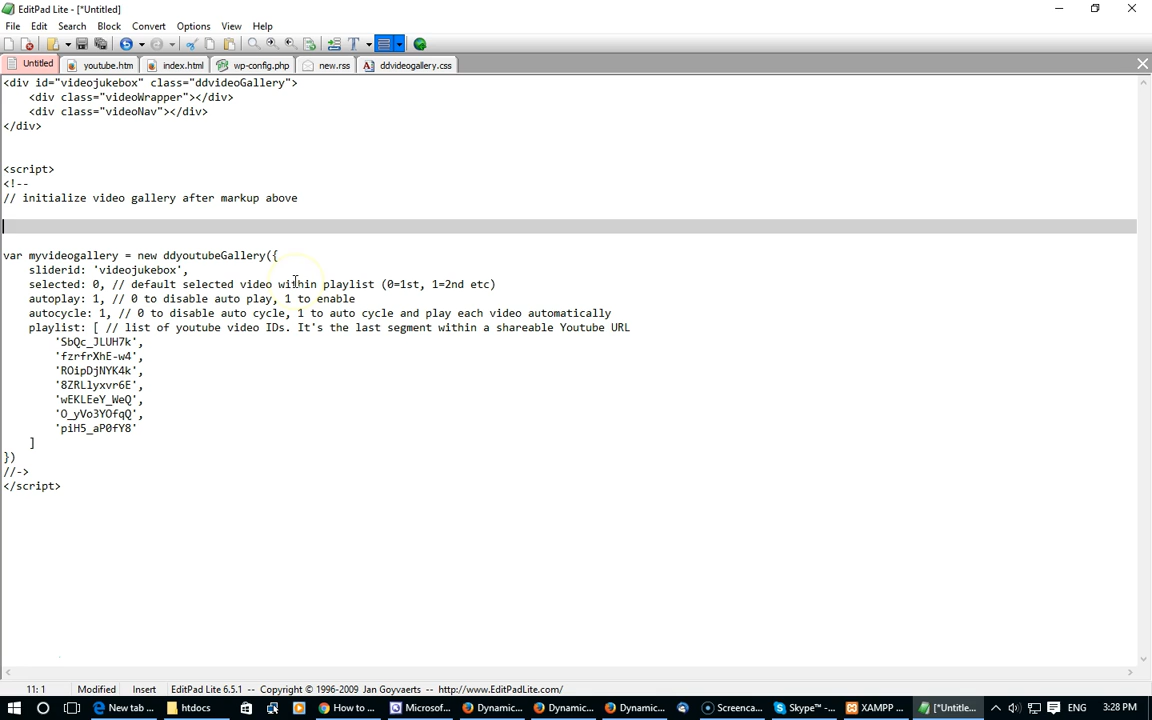 EditPad Lite - [*Untitled]
File Edit Search Block Convert Options View Help
Untitled youtube.htm index.html wp-config.php new.rss ddvideogallery.css
<div id="videojukebox" class="ddvideoGallery">
<div class="videoWrapper"></div>
<div class="videoNav"></div>
</div>
<script>
<!--
// initialize video gallery after markup above
var myvideogallery = new ddyoutubeGallery({
sliderid: 'videojukebox',
selected: 0, // default selected video within playlist (0=1st, 1=2nd etc)
autoplay: 1, // 0 to disable auto play, 1 to enable
autocycle: 1, // 0 to disable auto cycle, 1 to auto cycle and play each video automatically
playlist: [ // list of youtube video IDs. It's the last segment within a shareable Youtube URL
'SbQc_JLUH7k',
'fzrfrXhE-w4',
'ROipDjNYK4k',
'8ZRLlyxvr6E',
'wEKLEeY_WeQ',
'O_yVo3YOfqQ',
'piH5_aP0fY8'
]
})
//->
</script>
11: 1 Modified Insert EditPad Lite 6.5.1 -- Copyright © 1996-2009 Jan Goyvaerts -- http://www.EditPadLite.com/
New tab ... htdocs How to ... Microsof... Dynamic... Dynamic... Dynamic... Screenca... Skype™ -... XAMPP ... [*Untitle... ENG 3:28 PM